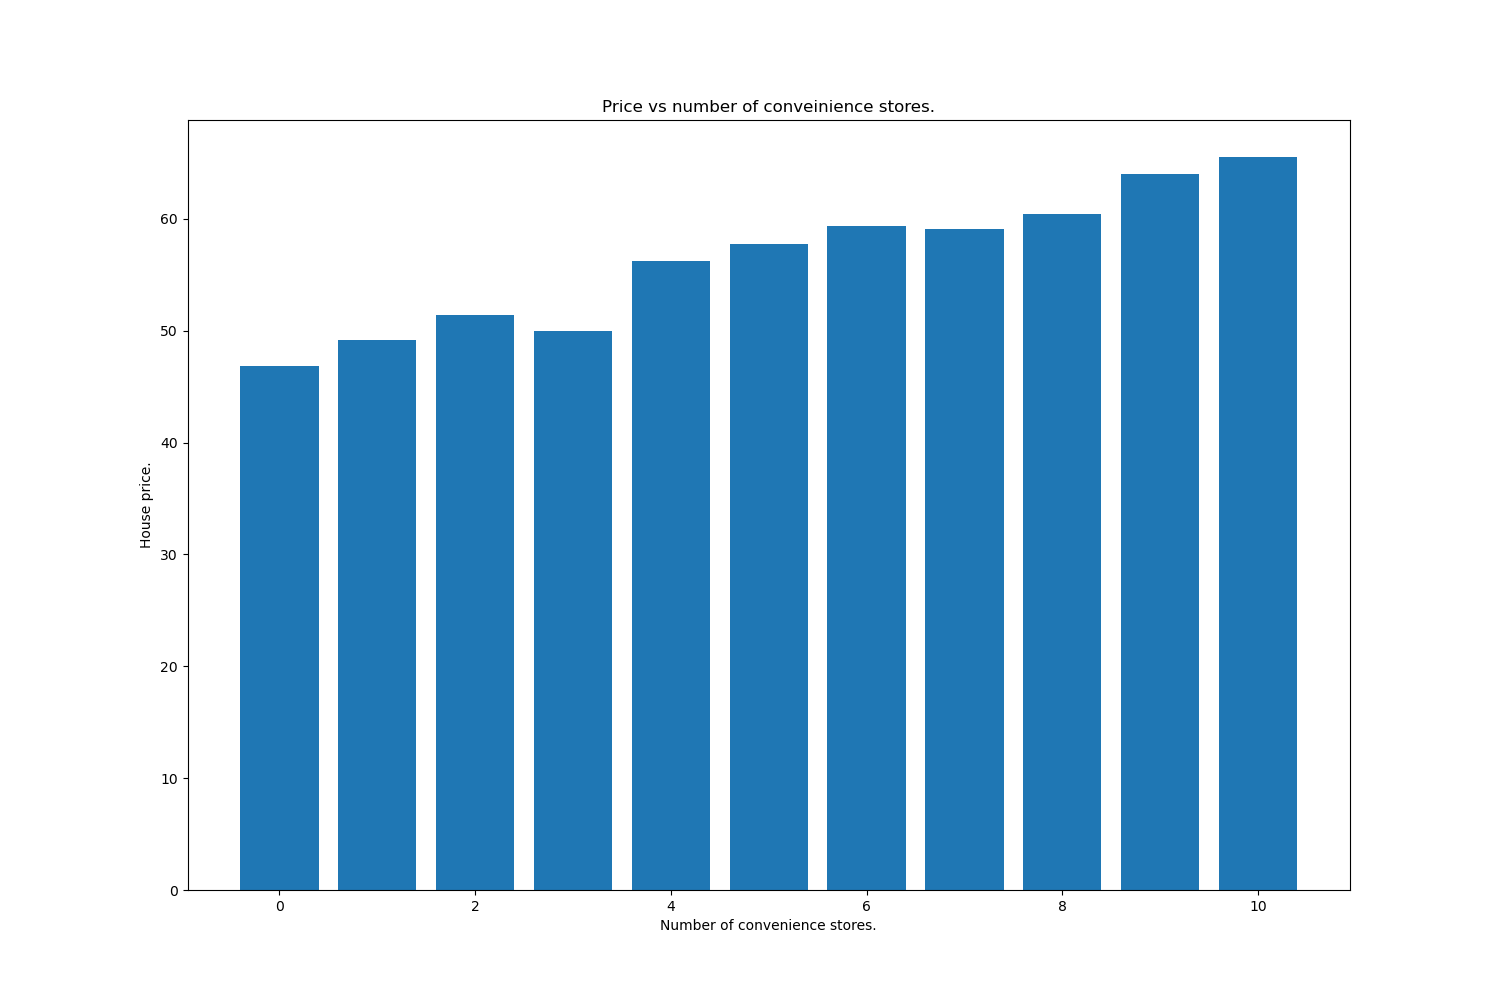 Price vs number of conveinience stores.
60
50
40
30
20
10
0
House price.
0 2 4 6 8 10
Number of convenience stores.